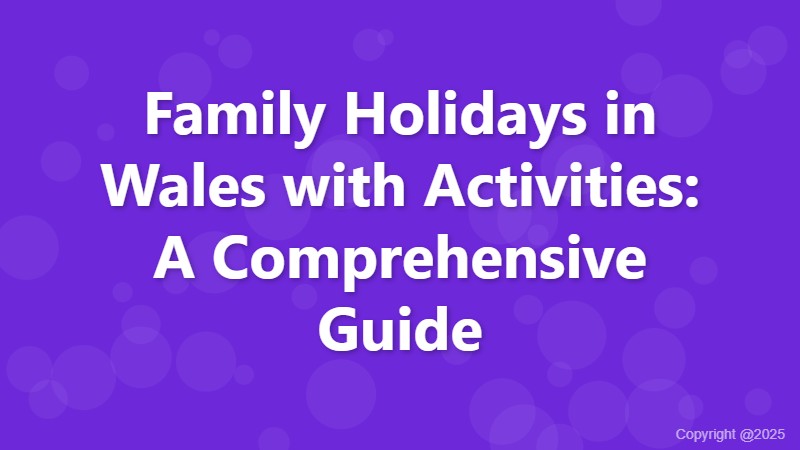 Family Holidays in
Wales with Activities:
A Comprehensive
Guide
Copyright @2025